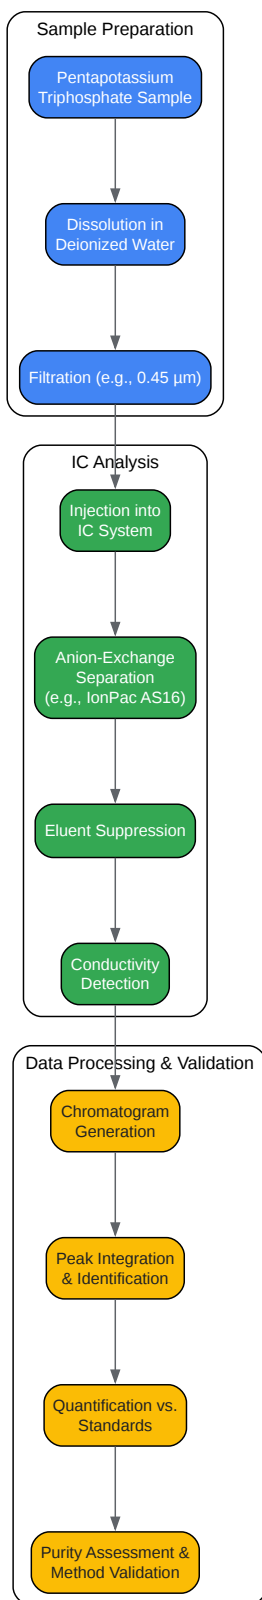 Sample Preparation
Pentapotassium
Triphosphate Sample
Dissolution in
Deionized Water
Filtration (e.g., 0.45 µm)
IC Analysis
Injection into
IC System
Anion-Exchange
Separation
(e.g., IonPac AS16)
Eluent Suppression
Conductivity
Detection
Data Processing & Validation
Chromatogram
Generation
Peak Integration
& Identification
Quantification vs.
Standards
Purity Assessment &
Method Validation